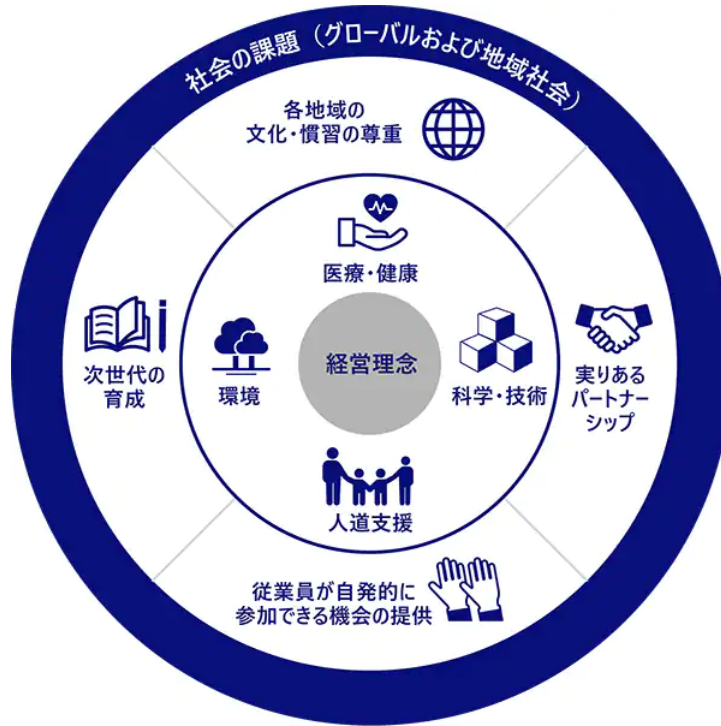 社会の課題（グローバルおよび地域社会）
各地域の
文化・慣習の尊重
医療・健康
次世代の
育成
環境
経営理念
科学・技術
実りある
パートナー
シップ
人道支援
従業員が自発的に
参加できる機会の提供